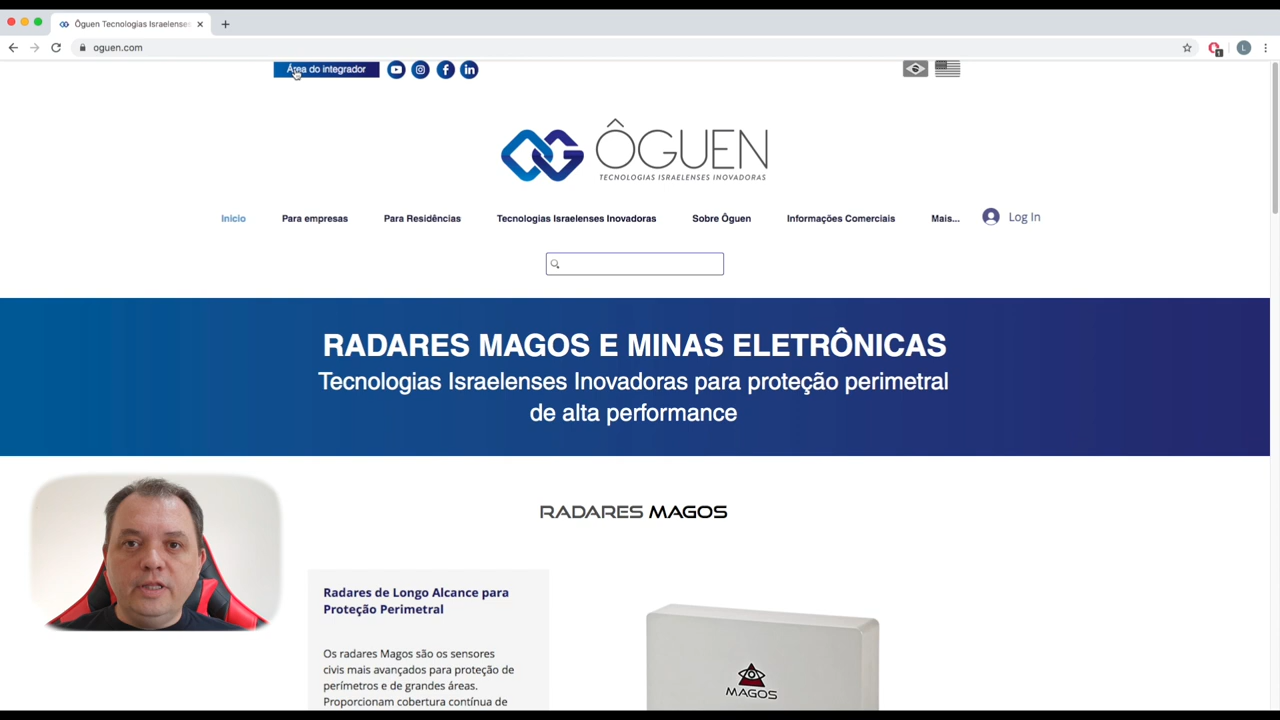 Ôguen Tecnologias Israelenses
oguen.com
1
L
Área do integrador
ÔGUEN
TECNOLOGIAS ISRAELENSES INOVADORAS
Início
Para empresas
Para Residências
Tecnologias Israelenses Inovadoras
Sobre Ôguen
Informações Comerciais
Mais...
Log In
RADARES MAGOS E MINAS ELETRÔNICAS
Tecnologias Israelenses Inovadoras para proteção perimetral
de alta performance
RADARES MAGOS
Radares de Longo Alcance para
Proteção Perimetral
Os radares Magos são os sensores
civis mais avançados para proteção de
perímetros e de grandes áreas.
Proporcionam cobertura contínua de
MAGOS